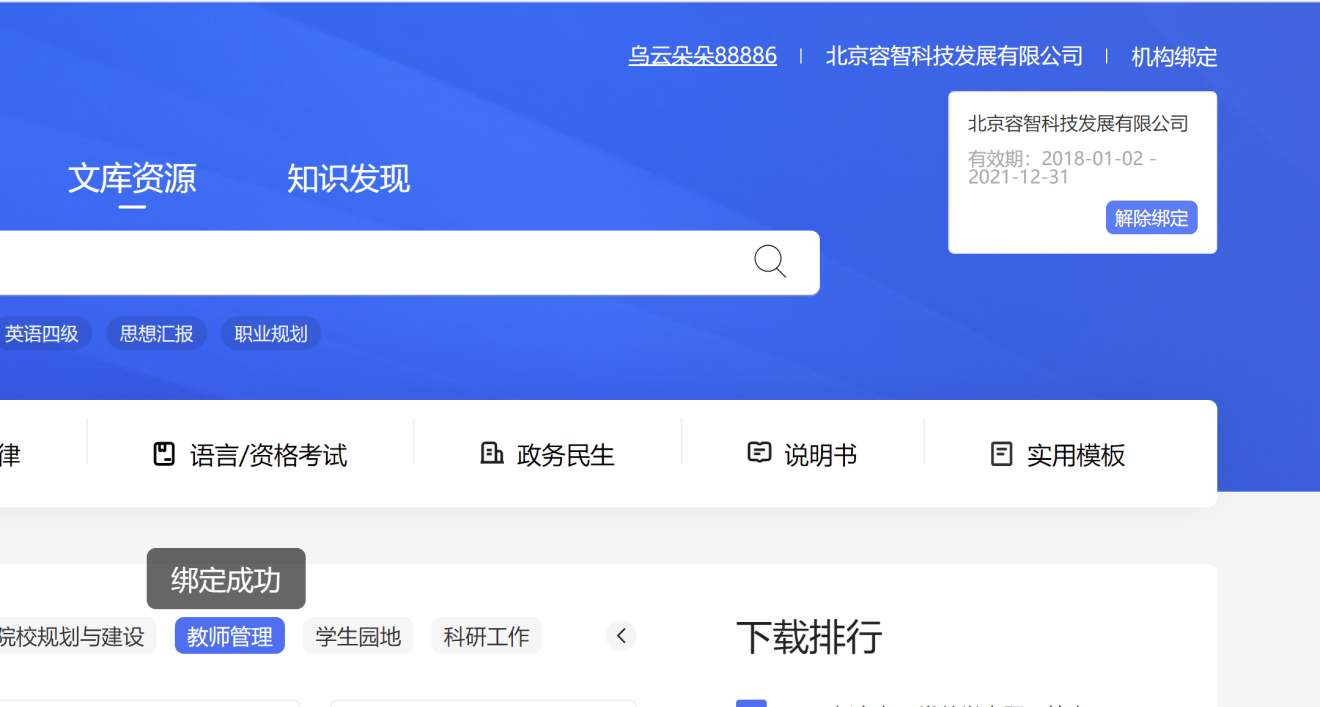 乌云朵朵88886
北京容智科技发展有限公司
机构绑定
北京容智科技发展有限公司
有效期：2018-01-02 -
2021-12-31
解除绑定
文库资源
知识发现
英语四级
思想汇报
职业规划
律
语言/资格考试
政务民生
说明书
实用模板
绑定成功
院校规划与建设
教师管理
学生园地
科研工作
下载排行